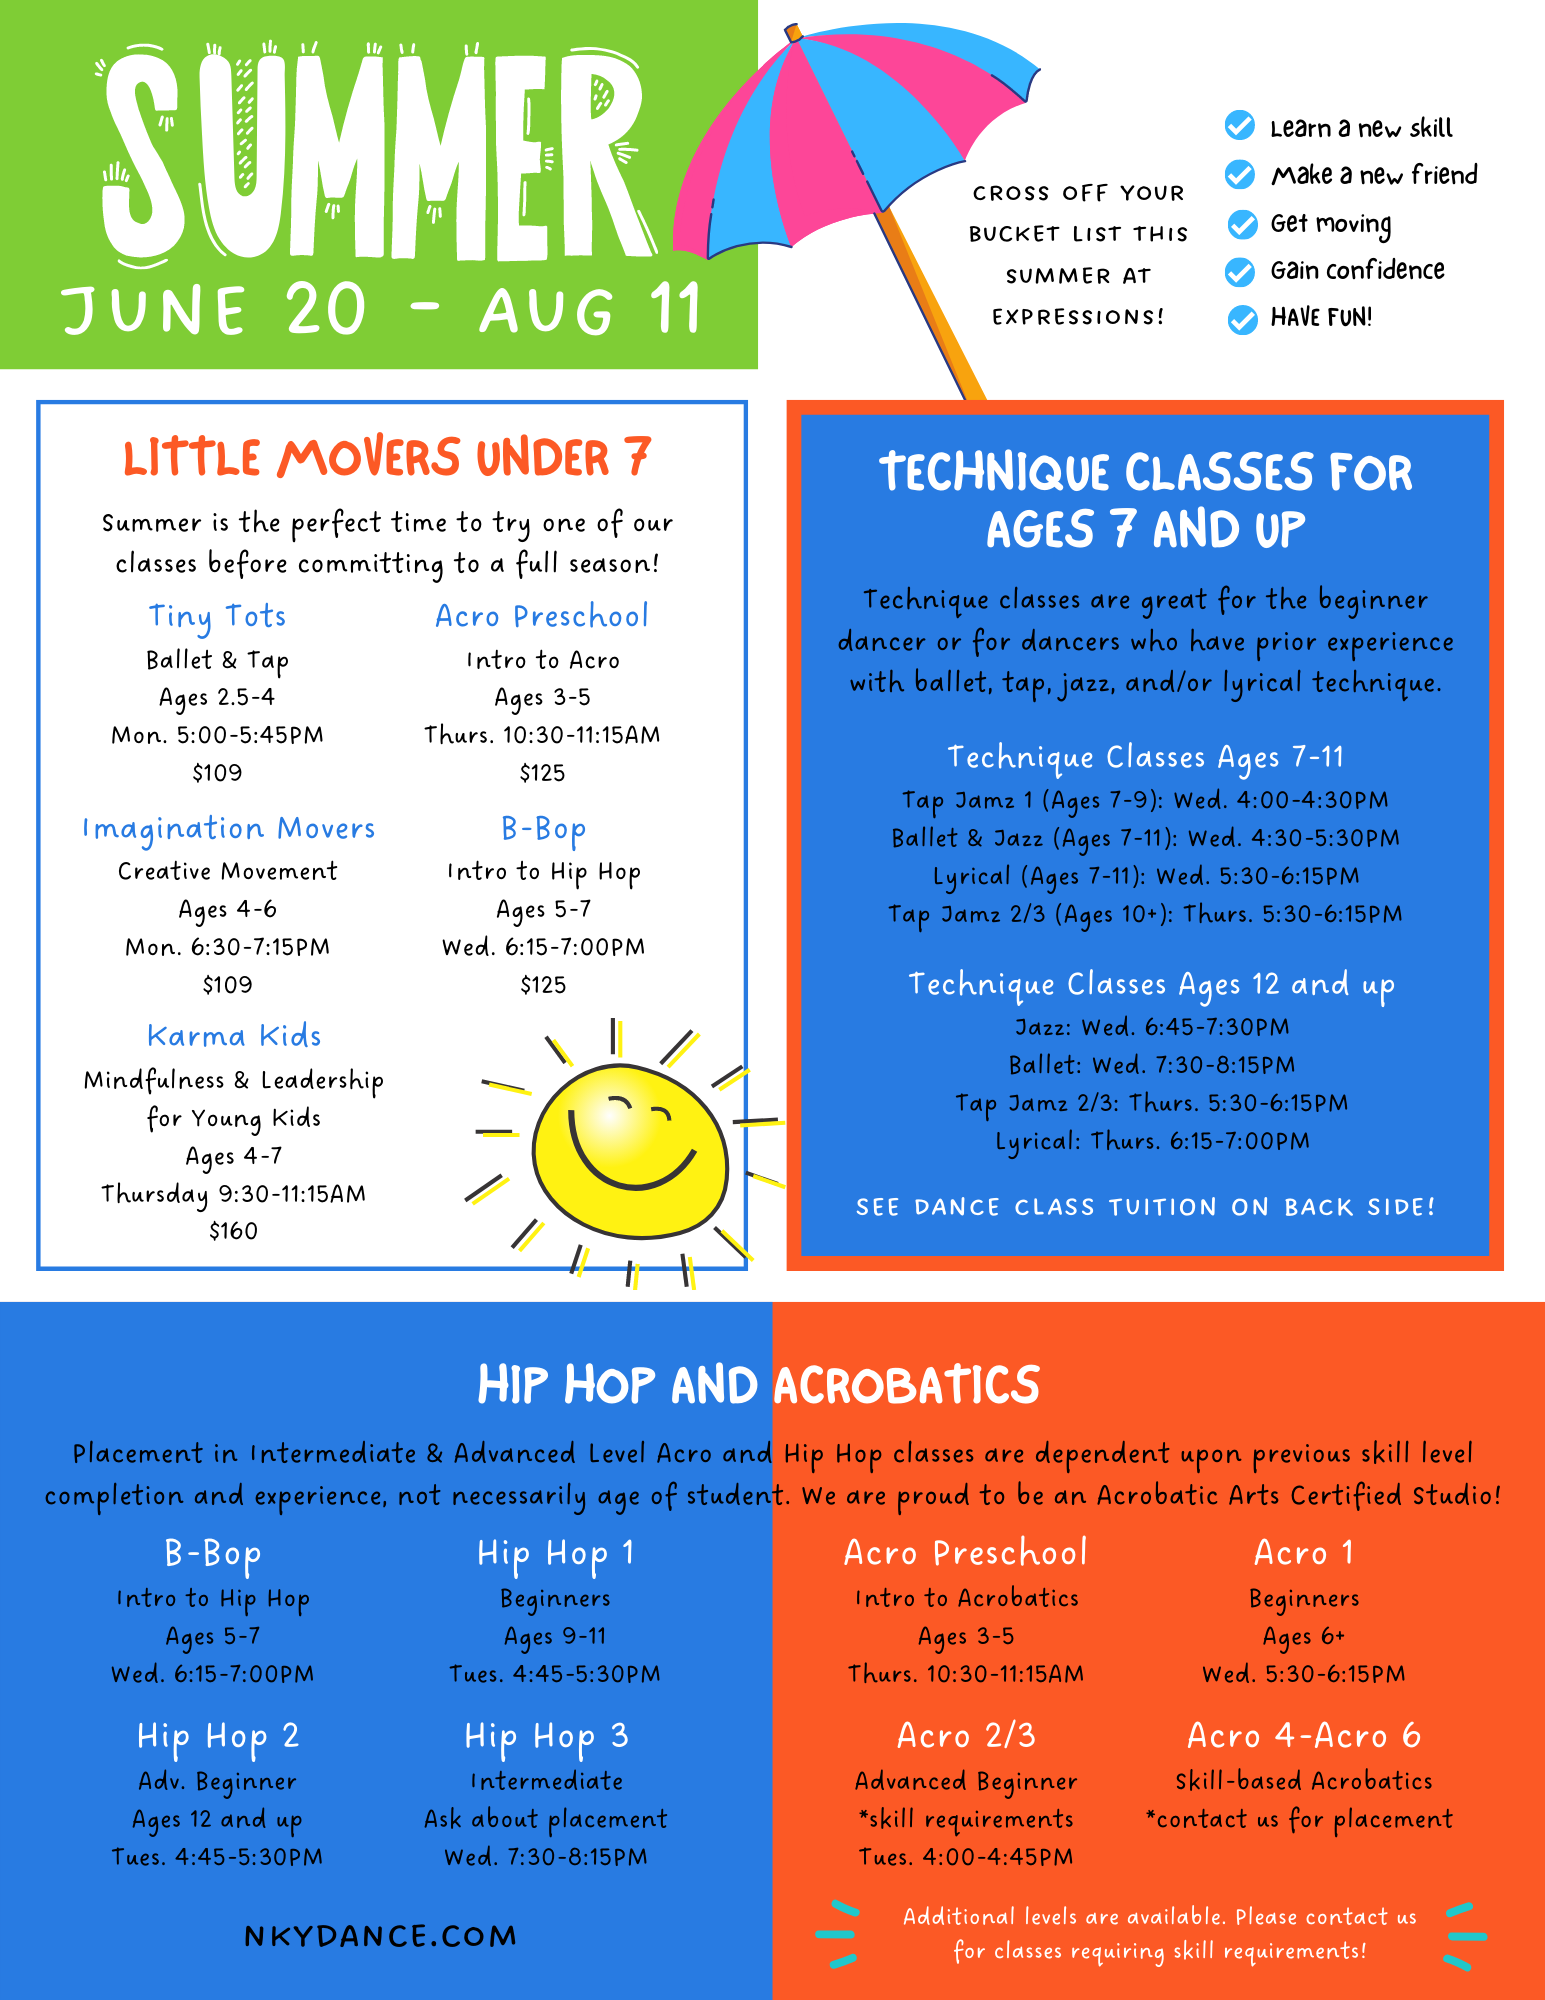 SUMMER
JUNE 20 - AUG 11
CROSS OFF YOUR
BUCKET LIST THIS
SUMMER AT
EXPRESSIONS!
Learn a new skill
Make a new friend
Get moving
Gain confidence
HAVE FUN!
LITTLE MOVERS UNDER 7
Summer is the perfect time to try one of our
classes before committing to a full season!
Tiny Tots
Ballet & Tap
Ages 2.5-4
Mon. 5:00-5:45PM
$109
Acro Preschool
Intro to Acro
Ages 3-5
Thurs. 10:30-11:15AM
$125
Imagination Movers
Creative Movement
Ages 4-6
Mon. 6:30-7:15PM
$109
B-Bop
Intro to Hip Hop
Ages 5-7
Wed. 6:15-7:00PM
$125
Karma Kids
Mindfulness & Leadership
for Young Kids
Ages 4-7
Thursday 9:30-11:15AM
$160
TECHNIQUE CLASSES FOR
AGES 7 AND UP
Technique classes are great for the beginner
dancer or for dancers who have prior experience
with ballet, tap, jazz, and/or lyrical technique.
Technique Classes Ages 7-11
Tap Jamz 1 (Ages 7-9): Wed. 4:00-4:30PM
Ballet & Jazz (Ages 7-11): Wed. 4:30-5:30PM
Lyrical (Ages 7-11): Wed. 5:30-6:15PM
Tap Jamz 2/3 (Ages 10+): Thurs. 5:30-6:15PM
Technique Classes Ages 12 and up
Jazz: Wed. 6:45-7:30PM
Ballet: Wed. 7:30-8:15PM
Tap Jamz 2/3: Thurs. 5:30-6:15PM
Lyrical: Thurs. 6:15-7:00PM
SEE DANCE CLASS TUITION ON BACK SIDE!
HIP HOP AND ACROBATICS
Placement in Intermediate & Advanced Level Acro and Hip Hop classes are dependent upon previous skill level
completion and experience, not necessarily age of student. We are proud to be an Acrobatic Arts Certified Studio!
B-Bop
Intro to Hip Hop
Ages 5-7
Wed. 6:15-7:00PM
Hip Hop 1
Beginners
Ages 9-11
Tues. 4:45-5:30PM
Acro Preschool
Intro to Acrobatics
Ages 3-5
Thurs. 10:30-11:15AM
Acro 1
Beginners
Ages 6+
Wed. 5:30-6:15PM
Hip Hop 2
Adv. Beginner
Ages 12 and up
Tues. 4:45-5:30PM
Hip Hop 3
Intermediate
Ask about placement
Wed. 7:30-8:15PM
Acro 2/3
Advanced Beginner
*skill requirements
Tues. 4:00-4:45PM
Acro 4-Acro 6
Skill-based Acrobatics
*contact us for placement
NKYDANCE.COM
Additional levels are available. Please contact us
for classes requiring skill requirements!